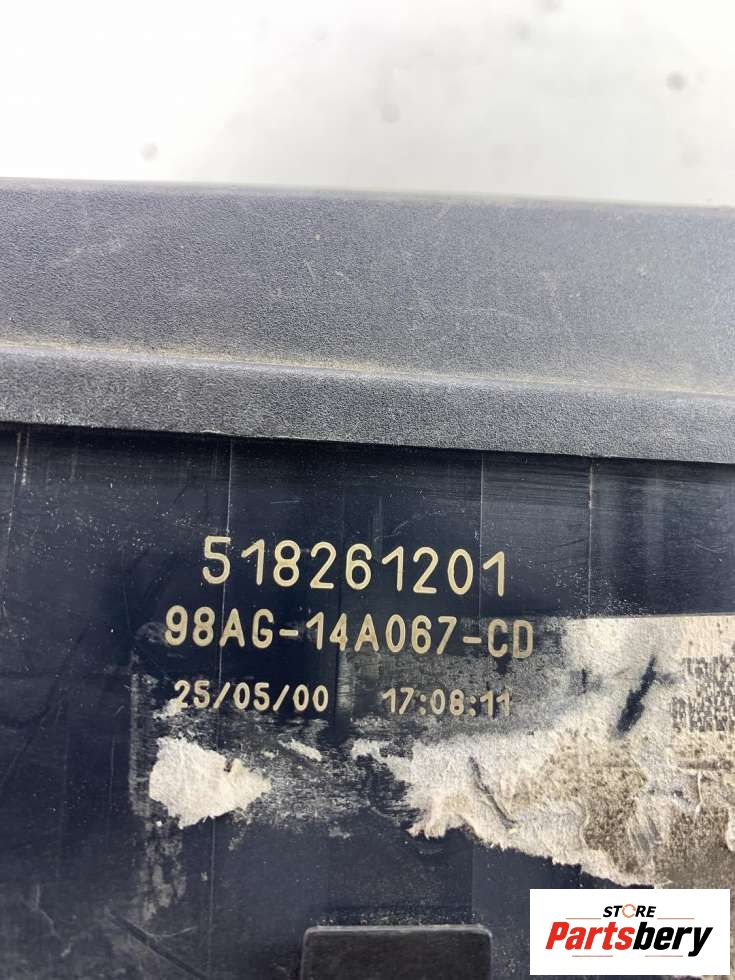 518261201
98AG-14A067-CD
25/05/00 17:08:11
STORE
Partsbery